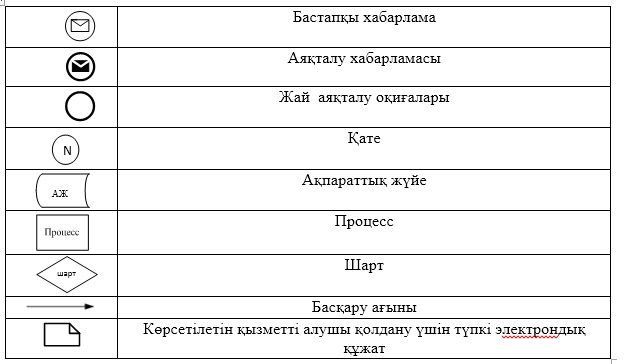 Бастапқы хабарлама
Аяқталу хабарламасы
Жай аяқталу оқиғалары
N
Қате
АЖ
Ақпараттық жүйе
Процесс
Процесс
шарт
Шарт
Басқару ағыны
Көрсетілетін қызметті алушы қолдану үшін түпкі электрондық
құжат